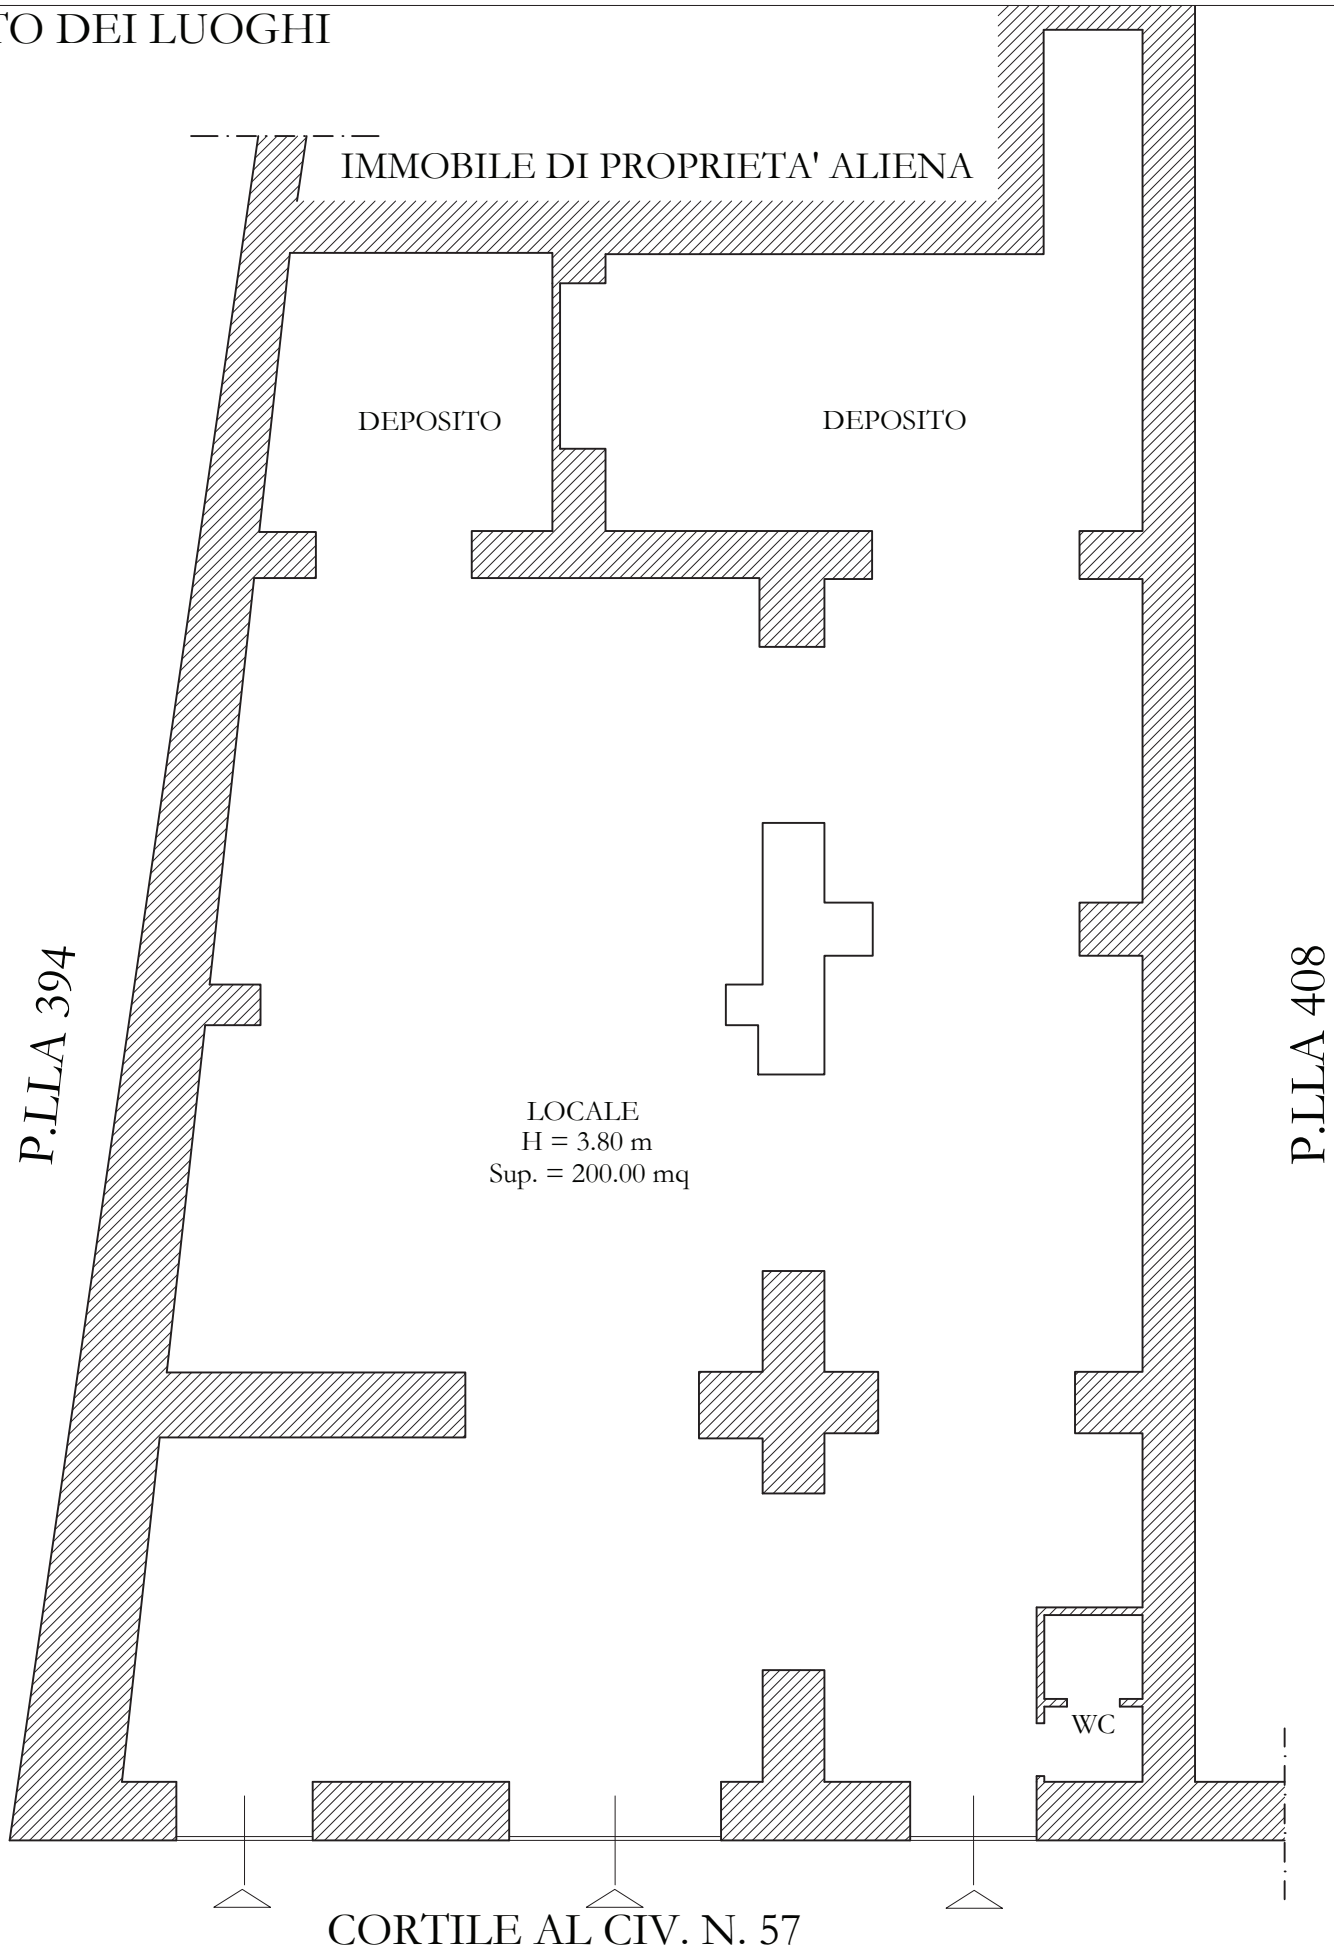 TO DEI LUOGHI
IMMOBILE DI PROPRIETA' ALIENA
DEPOSITO
DEPOSITO
P.LLA 394
P.LLA 408
LOCALE
H = 3.80 m
Sup. = 200.00 mq
WC
CORTILE AL CIV. N. 57